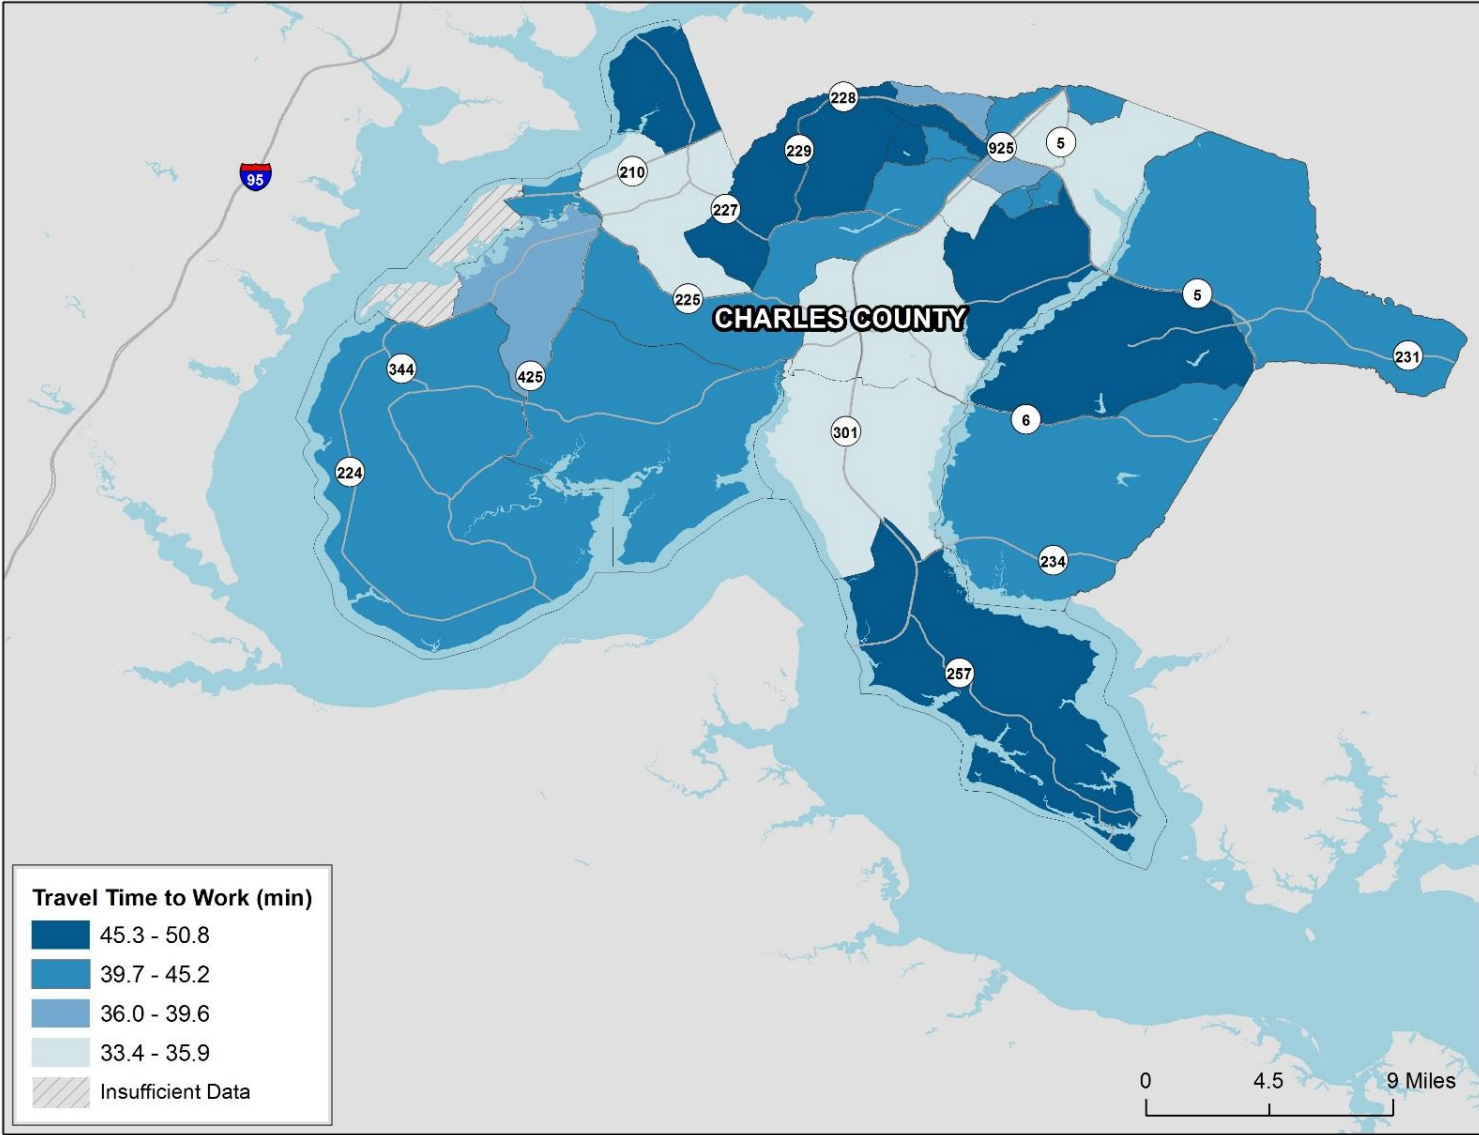 228
229
925
5
95
210
227
225
CHARLES COUNTY
5
231
344
425
6
301
224
234
257
Travel Time to Work (min)
45.3 - 50.8
39.7 - 45.2
36.0 - 39.6
33.4 - 35.9
Insufficient Data
0 4.5 9 Miles